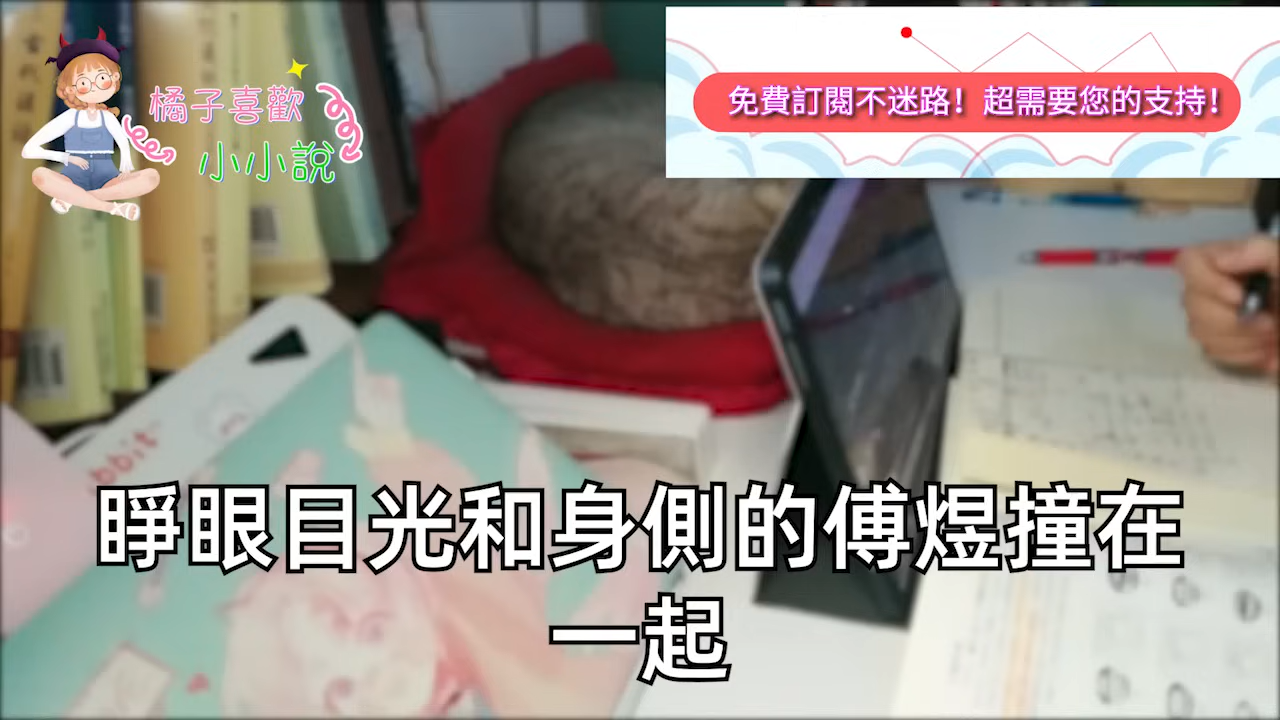 橘子喜歡
小小說
免費訂閱不迷路！超需要您的支持！
bbit
睜眼目光和身側的傅煜撞在
一起